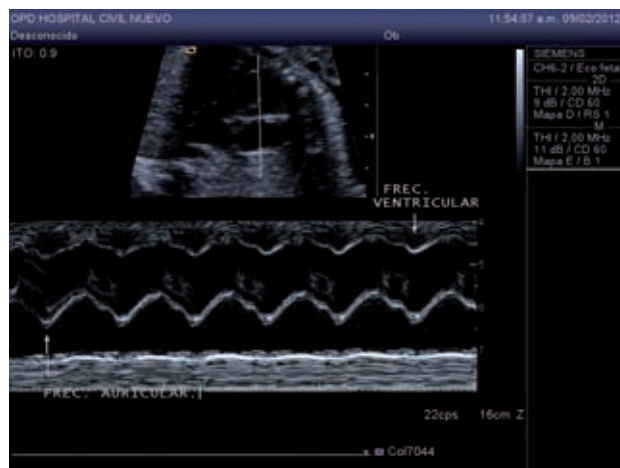 OPD HOSPITAL CIVIL NUEVO 11:54:57 a.m. 09/02/2012
Desconocido Ob
ITO: 0.9
SIEMENS
CH6-2 / Eco fetal
2D
THI / 2.00 MHz
9 dB / CD 60
Mapa D / RS 1
M
THI / 2.00 MHz
11 dB / CD 60
Mapa E / B 1
FREC.
VENTRICULAR
FREC. AURICULAR.
22cps 16cm Z
Col7044